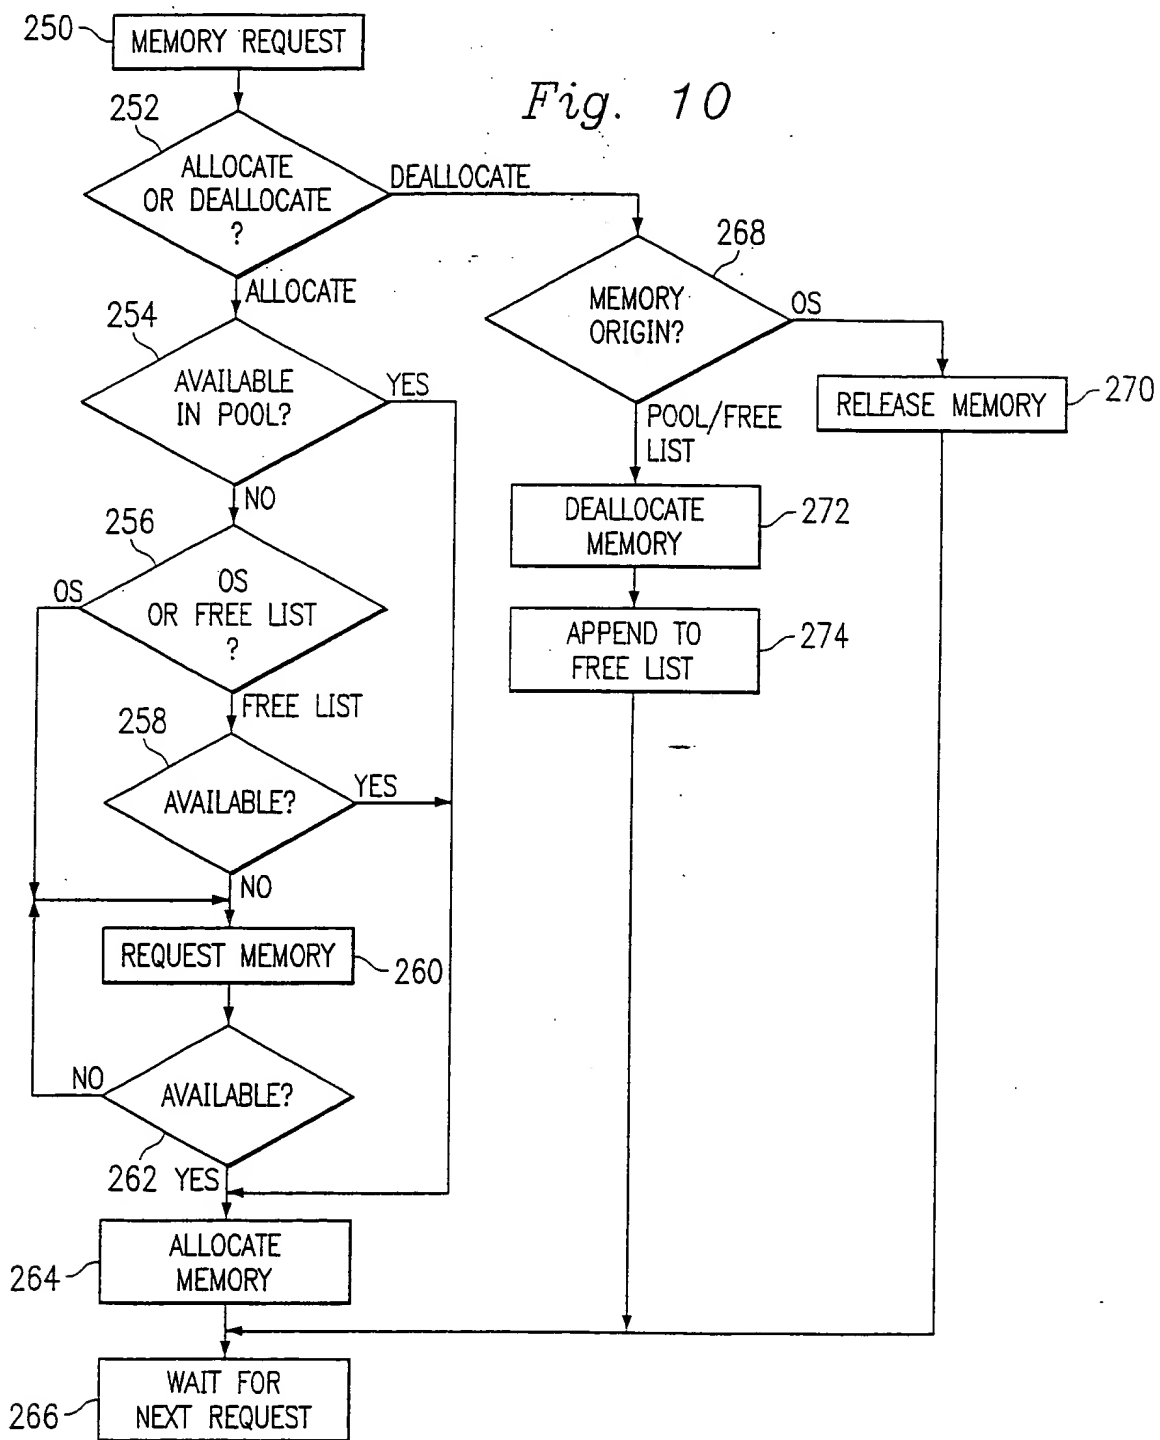 250
MEMORY REQUEST
Fig. 10
252
ALLOCATE
OR DEALLOCATE
?
DEALLOCATE
ALLOCATE
268
MEMORY
ORIGIN?
OS
254
AVAILABLE
IN POOL?
YES
RELEASE MEMORY
270
POOL/FREE
LIST
NO
256
OS
OS
OR FREE LIST
?
DEALLOCATE
MEMORY
272
APPEND TO
FREE LIST
274
FREE LIST
258
AVAILABLE?
YES
NO
REQUEST MEMORY
260
NO
AVAILABLE?
262
YES
ALLOCATE
MEMORY
264
WAIT FOR
NEXT REQUEST
266